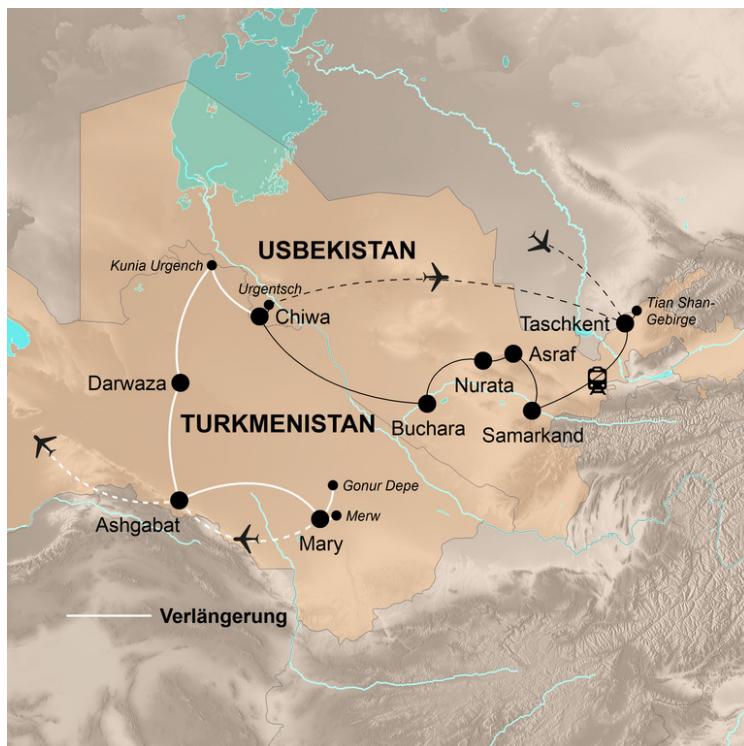 USBEKISTAN
Kunia Urgench
Urgentsch
Chiwa
Tian Shan-
Gebirge
Taschkent
Asraf
Nurata
Darwaza
Buchara
Samarkand
TURKMENISTAN
Gonur Depe
Ashgabat
Merw
Mary
Verlängerung